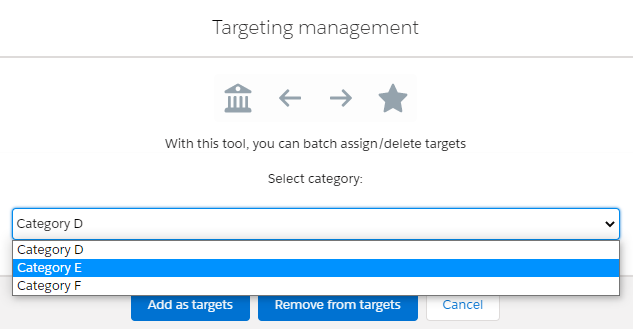 Targeting management
With this tool, you can batch assign/delete targets
Select category:
Category D
Category D
Category E
Category F
Add as targets Remove from targets Cancel